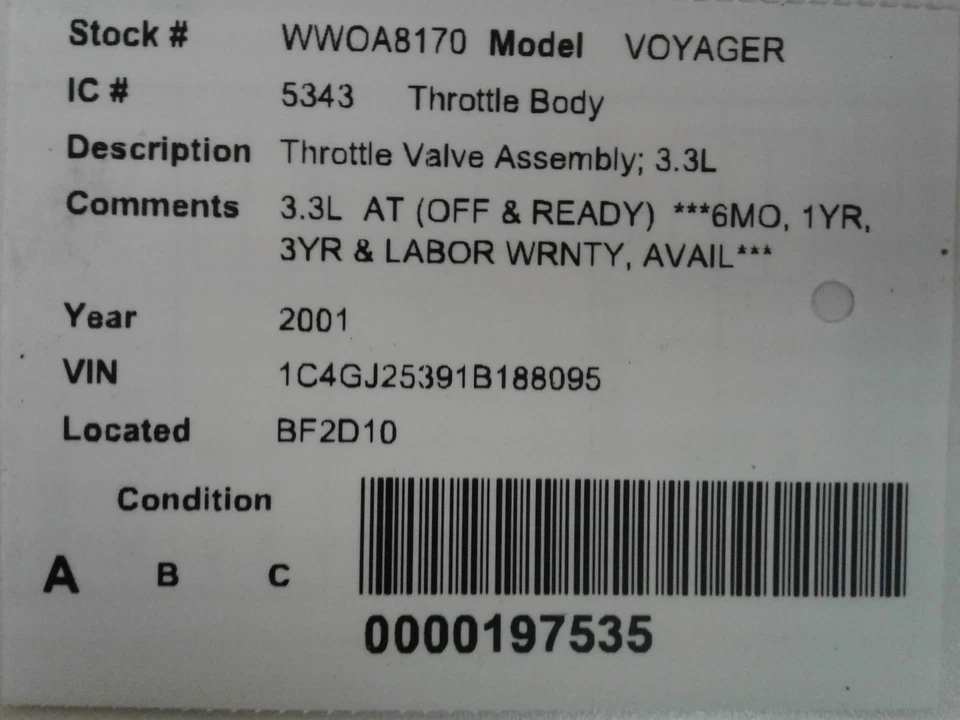 Stock # WWOA8170 Model VOYAGER
IC # 5343 Throttle Body
Description Throttle Valve Assembly; 3.3L
Comments 3.3L AT (OFF & READY) ***6MO, 1YR,
3YR & LABOR WRNTY, AVAIL***
Year 2001
VIN 1C4GJ25391B188095
Located BF2D10
Condition
A B C
0000197535